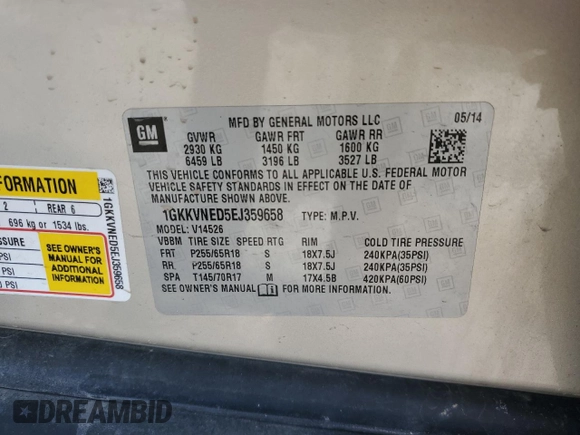 GM
MFD BY GENERAL MOTORS LLC
05/14
GVWR GAWR FRT GAWR RR
2930 KG 1450 KG 1600 KG
6459 LB 3196 LB 3527 LB
THIS VEHICLE CONFORMS TO ALL APPLICABLE U.S. FEDERAL MOTOR
VEHICLE SAFETY STANDARDS IN EFFECT ON THE DATE OF
MANUFACTURE SHOWN ABOVE.
1GKKVNED5EJ359658 TYPE: M.P.V.
MODEL: V14526
VBBM TIRE SIZE SPEED RTG RIM COLD TIRE PRESSURE
FRT P255/65R18 S 18X7.5J 240KPA(35PSI)
RR P255/65R18 S 18X7.5J 240KPA(35PSI)
SPA T145/70R17 M 17X4.5B 420KPA(60PSI)
SEE OWNER'S MANUAL FOR MORE INFORMATION
FORMATION
2 REAR 6
696 kg or 1534 lbs.
SSURE
PSI
PSI
PSI
SEE OWNER'S
MANUAL FOR
ADDITIONAL
INFORMATION
1GKKVNED5EJ359658
DREAMBID